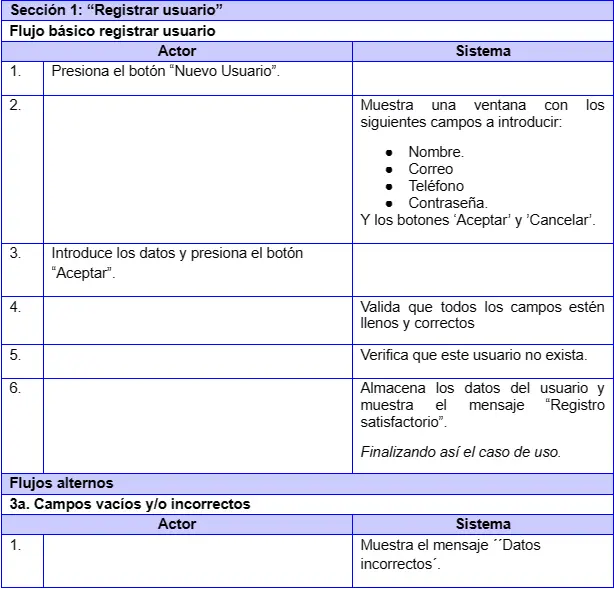 Sección 1: “Registrar usuario”
Flujo básico registrar usuario
Actor Sistema
1. Presiona el botón “Nuevo Usuario”.
2. Muestra una ventana con los
siguientes campos a introducir:
● Nombre.
● Correo
● Teléfono
● Contraseña.
Y los botones ‘Aceptar’ y ’Cancelar’.
3. Introduce los datos y presiona el botón
“Aceptar”.
4. Valida que todos los campos estén
llenos y correctos
5. Verifica que este usuario no exista.
6. Almacena los datos del usuario y
muestra el mensaje “Registro
satisfactorio”.
Finalizando así el caso de uso.
Flujos alternos
3a. Campos vacíos y/o incorrectos
Actor Sistema
1. Muestra el mensaje ´´Datos
incorrectos´.